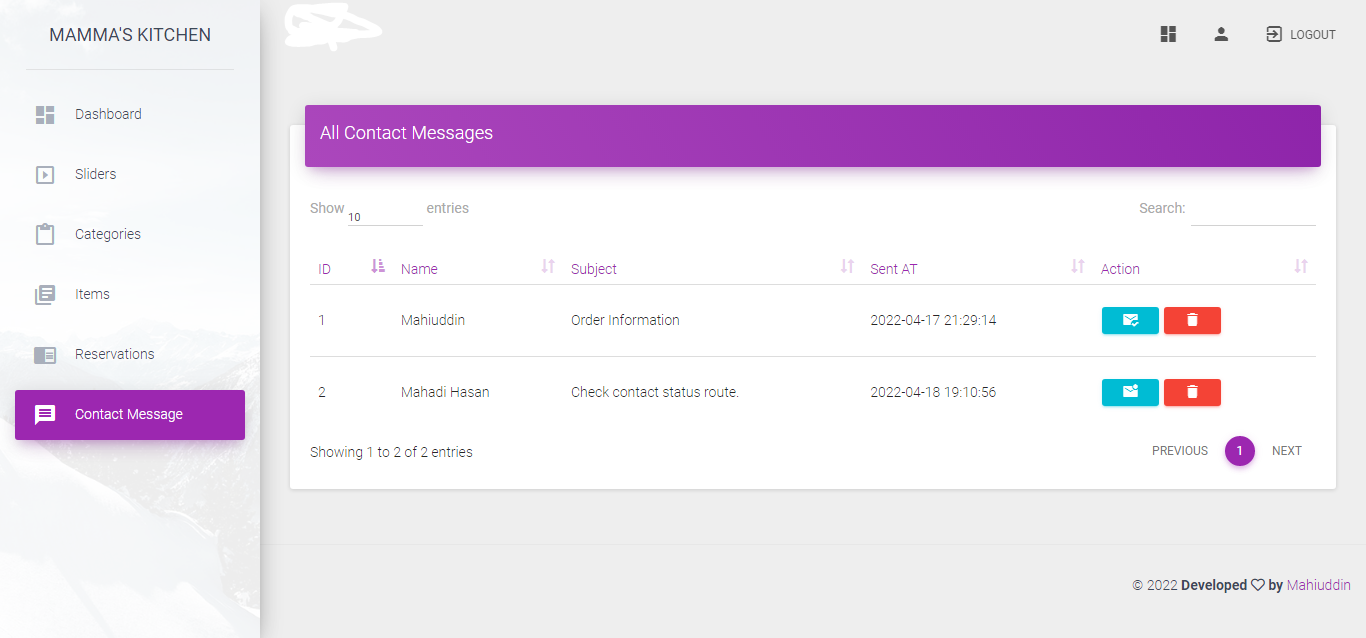 MAMMA'S KITCHEN
Dashboard
Sliders
Categories
Items
Reservations
Contact Message
LOGOUT
All Contact Messages
Show 10 entries
Search:
ID Name Subject Sent AT Action
1 Mahiuddin Order Information 2022-04-17 21:29:14
2 Mahadi Hasan Check contact status route. 2022-04-18 19:10:56
Showing 1 to 2 of 2 entries
PREVIOUS 1 NEXT
© 2022 Developed ♡ by Mahiuddin